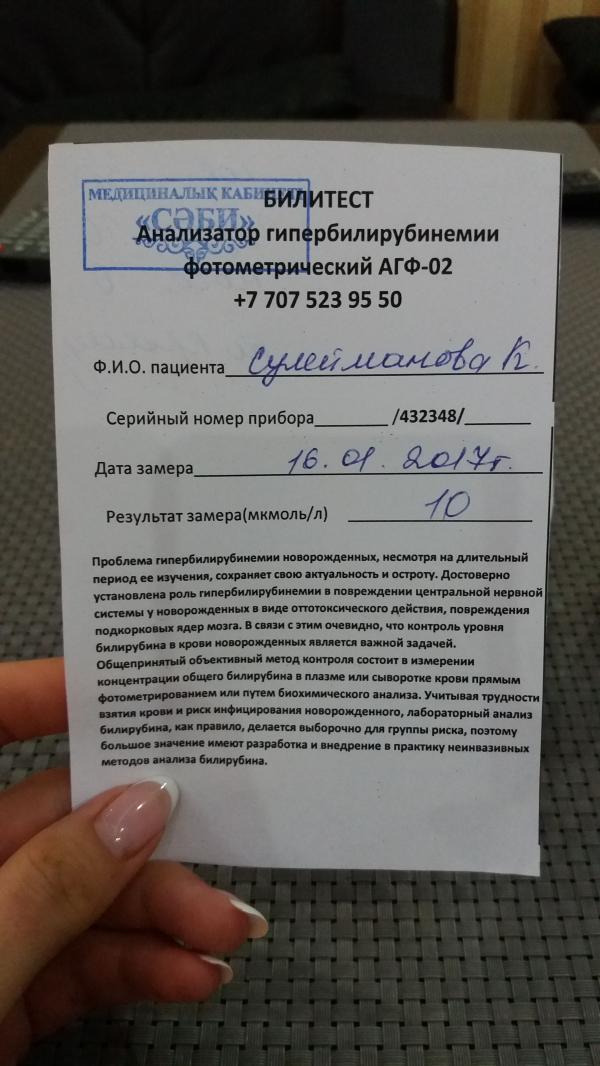 МЕДИЦИНАЛЫҚ КАБИНЕТІ
«СӘБИ»
БИЛИТЕСТ
Анализатор гипербилирубинемии
фотометрический АГФ-02
+7 707 523 95 50
Ф.И.О. пациента Сулейманова К.
Серийный номер прибора________ /432348/_______
Дата замера 16.01.2017г.
Результат замера(мкмоль/л) 10
Проблема гипербилирубинемии новорожденных, несмотря на длительный
период ее изучения, сохраняет свою актуальность и остроту. Достоверно
установлена роль гипербилирубинемии в повреждении центральной нервной
системы у новорожденных в виде оттотоксического действия, повреждения
подкорковых ядер мозга. В связи с этим очевидно, что контроль уровня
билирубина в крови новорожденных является важной задачей.
Общепринятый объективный метод контроля состоит в измерении
концентрации общего билирубина в плазме или сыворотке крови прямым
фотометрированием или путем биохимического анализа. Учитывая трудности
взятия крови и риск инфицирования новорожденного, лабораторный анализ
билирубина, как правило, делается выборочно для группы риска, поэтому
большое значение имеют разработка и внедрение в практику неинвазивных
методов анализа билирубина.